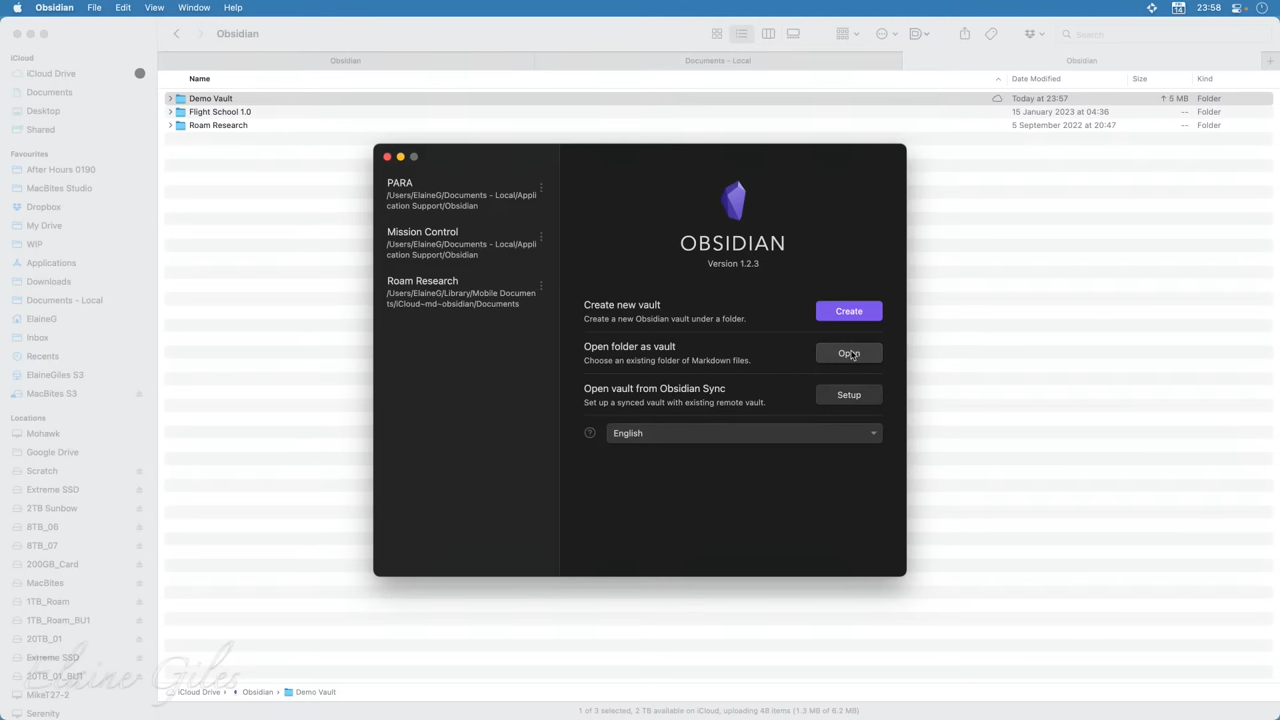 Obsidian File Edit View Window Help
14 23:58
Obsidian
Search
Obsidian Documents - Local Obsidian
Name Date Modified Size Kind
Demo Vault Today at 23:57 ↑ 5 MB Folder
Flight School 1.0 15 January 2023 at 04:36 -- Folder
Roam Research 5 September 2022 at 20:47 -- Folder
iCloud
iCloud Drive
Documents
Desktop
Shared
Favourites
After Hours 0190
MacBites Studio
Dropbox
My Drive
WIP
Applications
Downloads
Documents - Local
ElaineG
Inbox
Recents
ElaineGiles S3
MacBites S3
Locations
Mohawk
Google Drive
Scratch
Extreme SSD
2TB Sunbow
8TB_06
8TB_07
200GB_Card
MacBites
1TB_Roam
1TB_Roam_BU1
20TB_01
Extreme SSD
20TB_01_BU1
MikeT27-2
Serenity
Elaine Giles
PARA
/Users/ElaineG/Documents - Local/Appli
cation Support/Obsidian
Mission Control
/Users/ElaineG/Documents - Local/Appli
cation Support/Obsidian
Roam Research
/Users/ElaineG/Library/Mobile Documen
ts/iCloud~md~obsidian/Documents
OBSIDIAN
Version 1.2.3
Create new vault
Create a new Obsidian vault under a folder.
Create
Open folder as vault
Choose an existing folder of Markdown files.
Open
Open vault from Obsidian Sync
Set up a synced vault with existing remote vault.
Setup
English
iCloud Drive › Obsidian › Demo Vault
1 of 3 selected, 2 TB available on iCloud, uploading 48 items (1.3 MB of 6.2 MB)